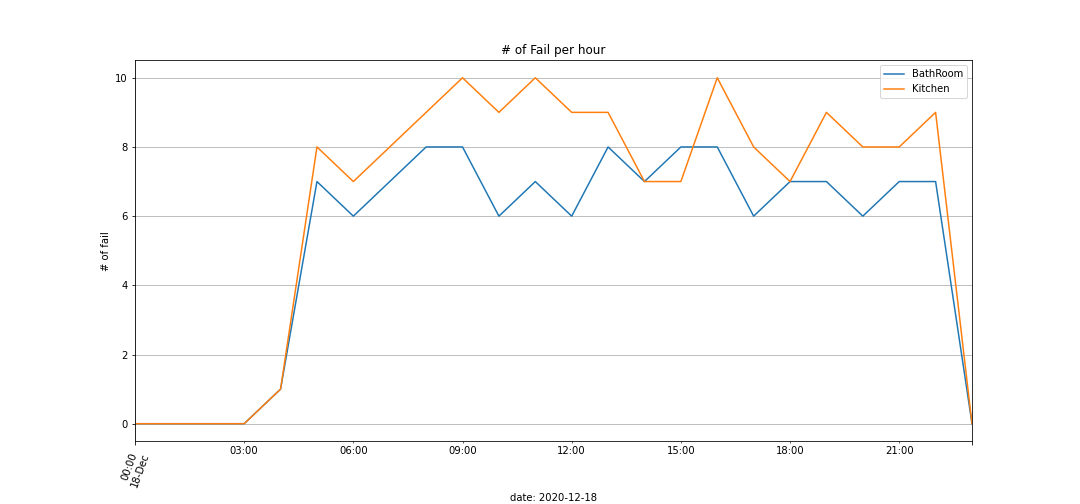 # of Fail per hour
BathRoom
Kitchen
# of fail
10
8
6
4
2
0
00:00
18-Dec
03:00
06:00
09:00
12:00
15:00
18:00
21:00
date: 2020-12-18